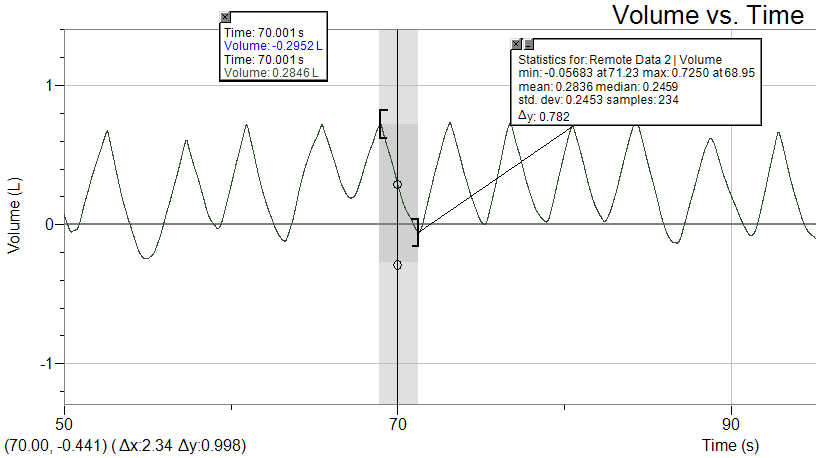 Volume vs. Time
Time: 70.001 s
Volume: -0.2952 L
Time: 70.001 s
Volume: 0.2846 L
Statistics for: Remote Data 2 | Volume
min: -0.05683 at 71.23 max: 0.7250 at 68.95
mean: 0.2836 median: 0.2459
std. dev: 0.2453 samples: 234
Δy: 0.782
Volume (L)
1
0
-1
50
70
90
(70.00, -0.441) ( Δx:2.34 Δy:0.998)
Time (s)